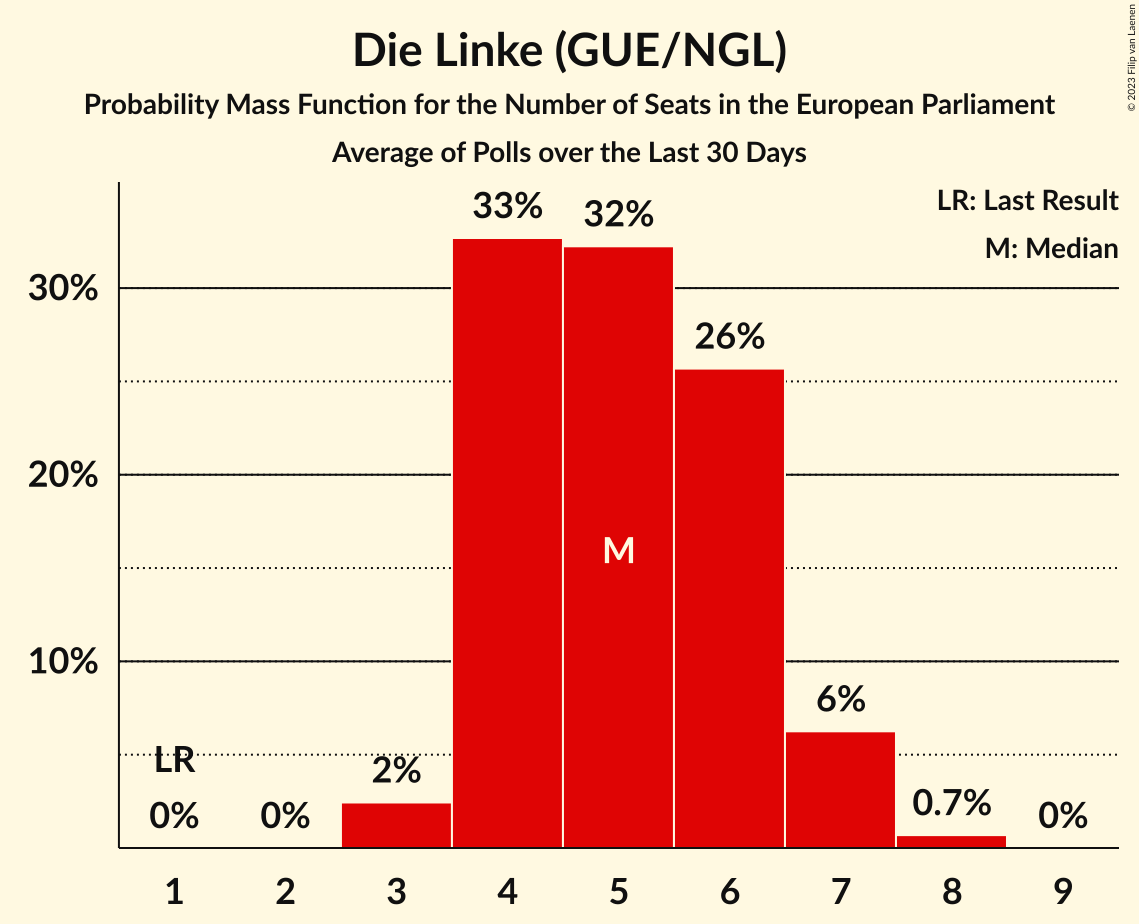 Die Linke (GUE/NGL)
Probability Mass Function for the Number of Seats in the European Parliament
Average of Polls over the Last 30 Days
© 2023 Filip van Laenen
LR: Last Result
M: Median
33%
32%
30%
26%
20%
M
10%
6%
LR
2%
0.7%
0%
0%
0%
1 2 3 4 5 6 7 8 9